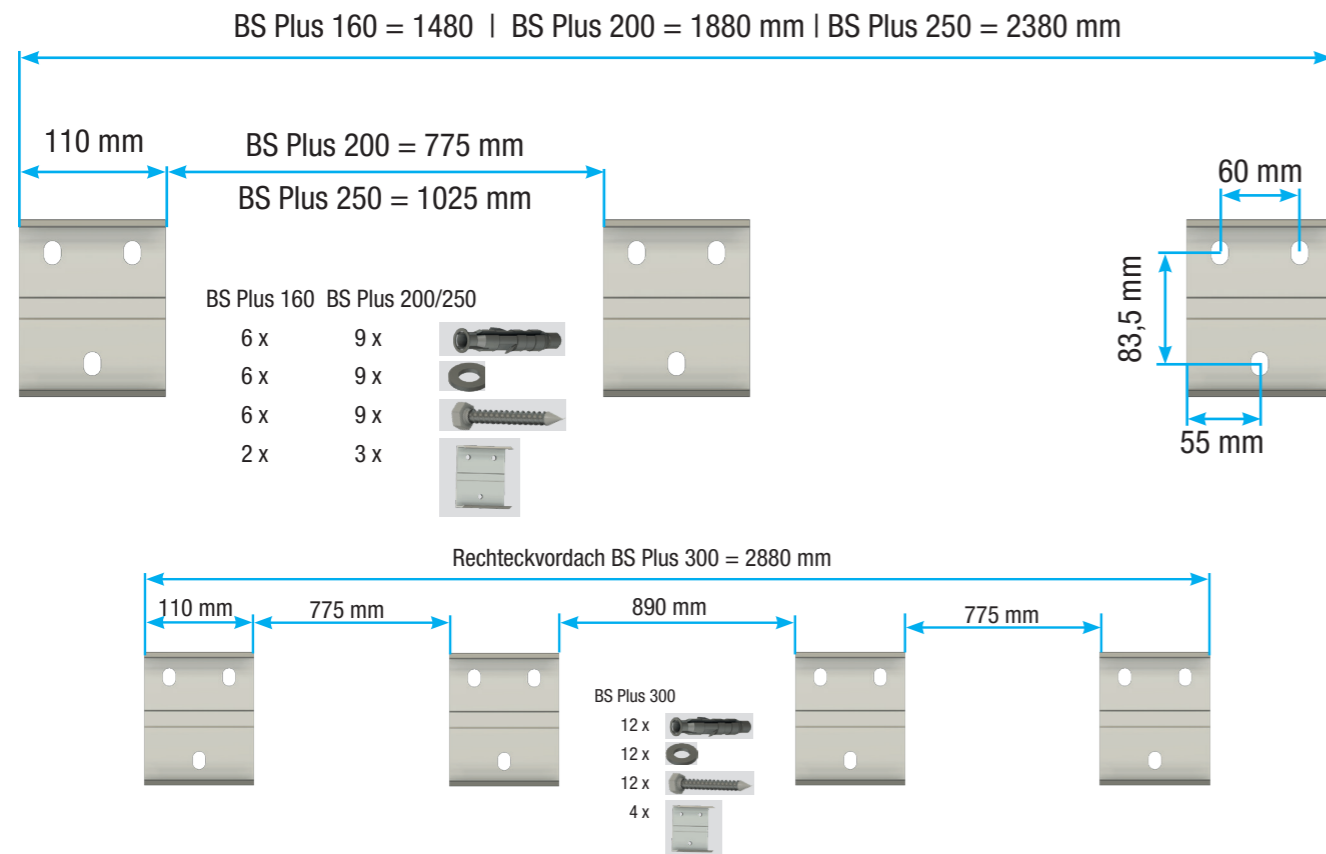 BS Plus 160 = 1480 | BS Plus 200 = 1880 mm | BS Plus 250 = 2380 mm
110 mm
BS Plus 200 = 775 mm
BS Plus 250 = 1025 mm
60 mm
83,5 mm
55 mm
BS Plus 160 BS Plus 200/250
6 x 9 x
6 x 9 x
6 x 9 x
2 x 3 x
Rechteckvordach BS Plus 300 = 2880 mm
110 mm 775 mm 890 mm 775 mm
BS Plus 300
12 x
12 x
12 x
4 x